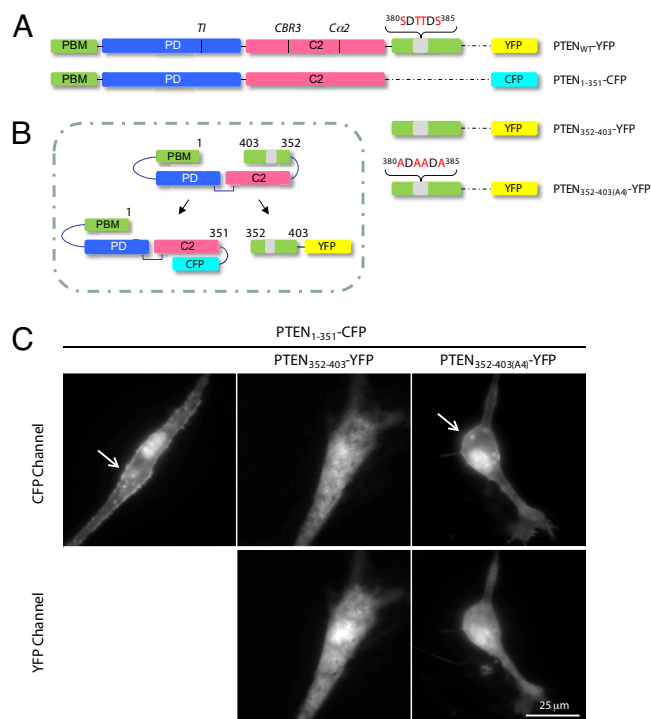 A
TI CBR3 Cα2 380SDTTDS385
PBM PD C2 YFP PTENWT-YFP
PBM PD C2 CFP PTEN1-351-CFP
B
YFP PTEN352-403-YFP
380ADAADA385
YFP PTEN352-403(A4)-YFP
1 403 352
PBM
PD C2
1
PBM 351 352 403
PD C2 YFP
CFP
C
PTEN1-351-CFP
PTEN352-403-YFP PTEN352-403(A4)-YFP
CFP Channel
YFP Channel
25 μm